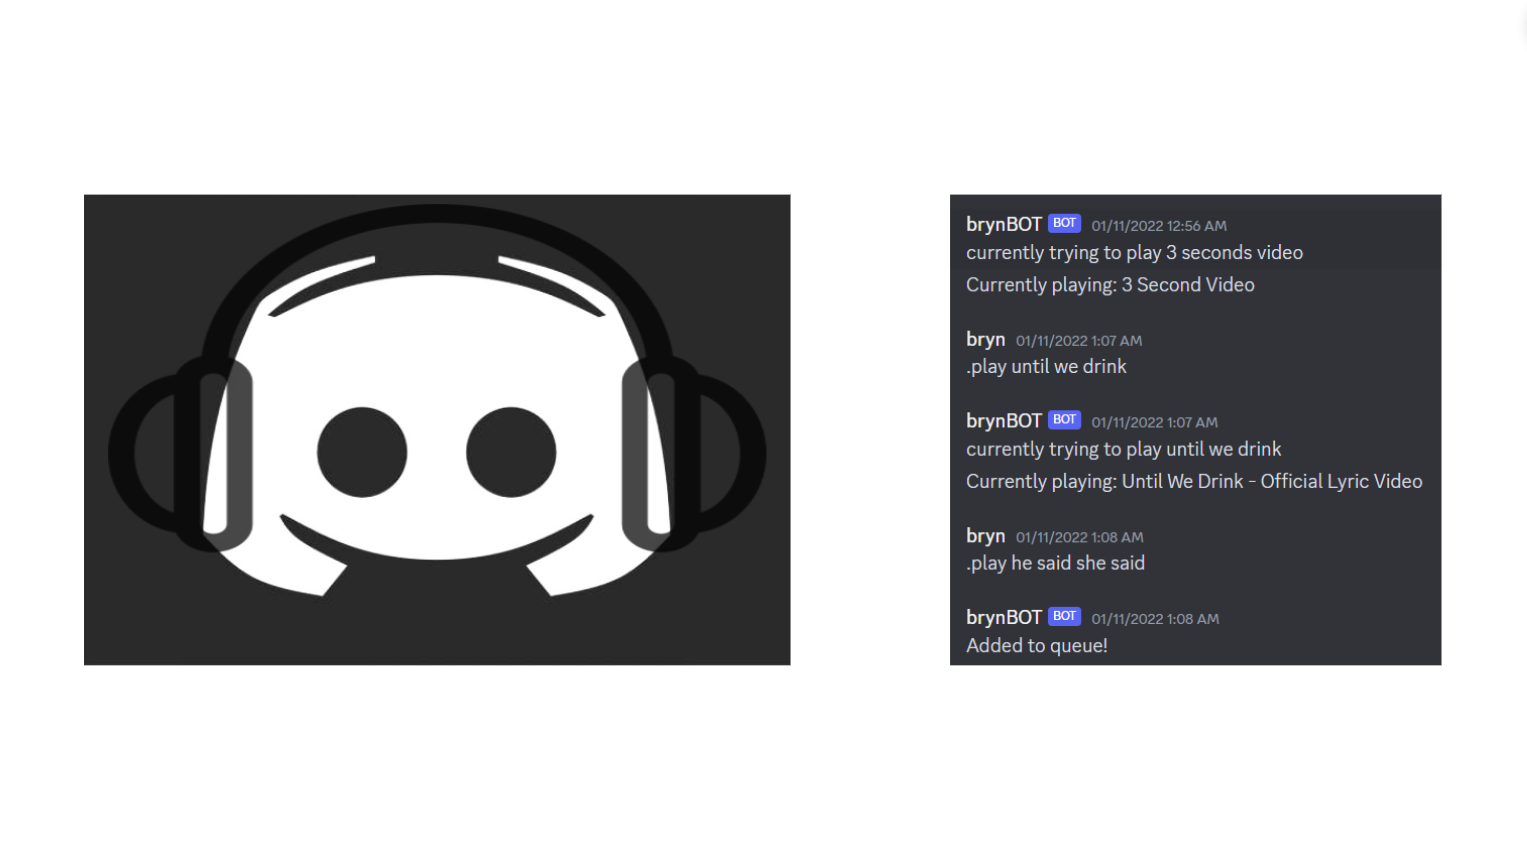 brynBOT BOT 01/11/2022 12:56 AM
currently trying to play 3 seconds video
Currently playing: 3 Second Video
bryn 01/11/2022 1:07 AM
.play until we drink
brynBOT BOT 01/11/2022 1:07 AM
currently trying to play until we drink
Currently playing: Until We Drink - Official Lyric Video
bryn 01/11/2022 1:08 AM
.play he said she said
brynBOT BOT 01/11/2022 1:08 AM
Added to queue!